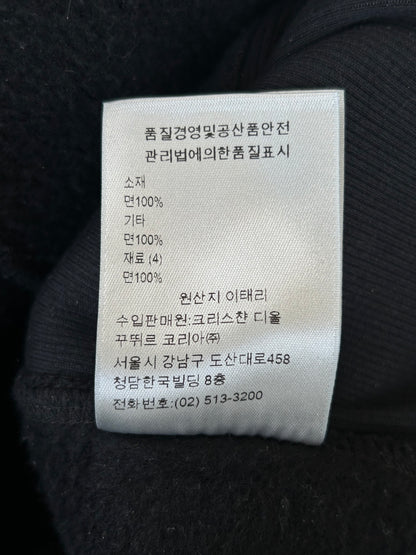 품질경영및공산품안전
관리법에의한품질표시
소재
면100%
기타
면100%
재료 (4)
면100%
원산지 이태리
수입판매원:크리스챤 디올
꾸뛰르 코리아㈜
서울시 강남구 도산대로458
청담한국빌딩 8층
전화번호:(02) 513-3200